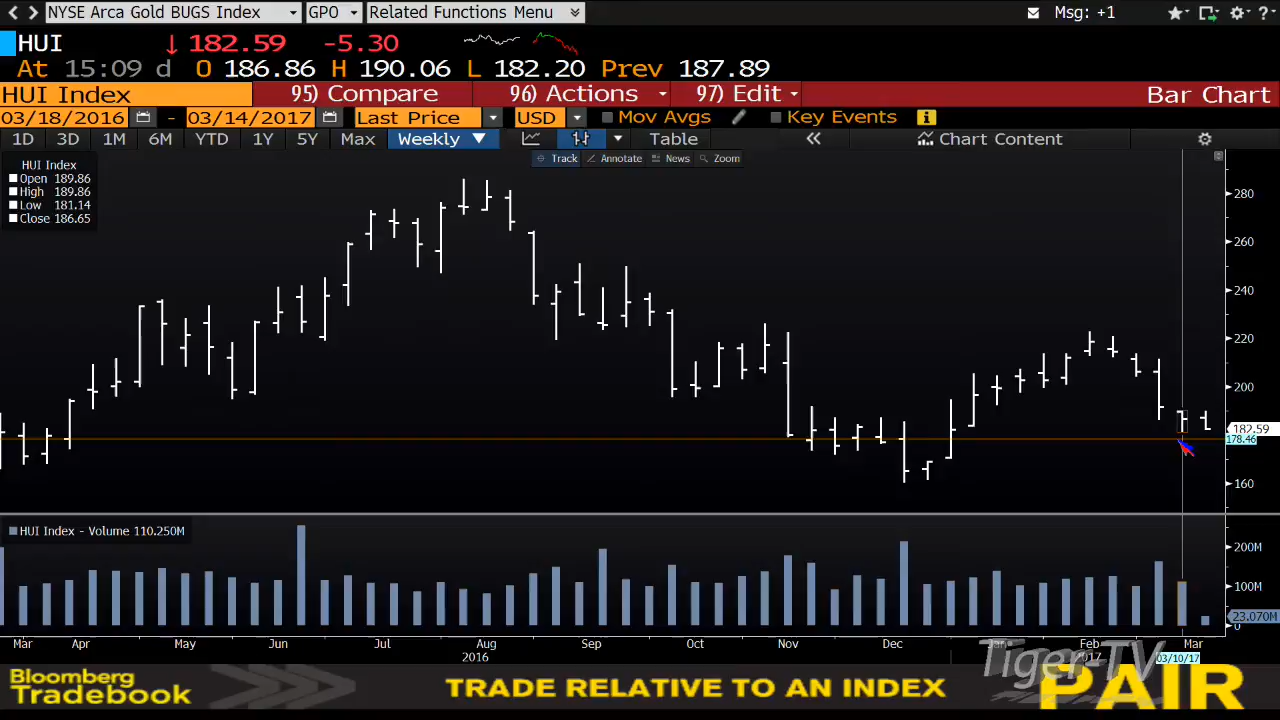 NYSE Arca Gold BUGS Index GPO Related Functions Menu Msg: +1 ?
HUI ↓ 182.59 -5.30
At 15:09 d O 186.86 H 190.06 L 182.20 Prev 187.89
HUI Index 95) Compare 96) Actions 97) Edit Bar Chart
03/18/2016 - 03/14/2017 Last Price USD Mov Avgs Key Events i
1D 3D 1M 6M YTD 1Y 5Y Max Weekly ▼ Table « Chart Content
Track Annotate News Zoom
HUI Index
Open 189.86
High 189.86
Low 181.14
Close 186.65
280
260
240
220
200
182.59
178.46
160
HUI Index - Volume 110.250M
200M
100M
23.070M
0
Mar Apr May Jun Jul Aug Sep Oct Nov Dec Jan Feb Mar
2016 2017 03/10/17
Tiger-TV
Bloomberg
Tradebook
TRADE RELATIVE TO AN INDEX
PAIR